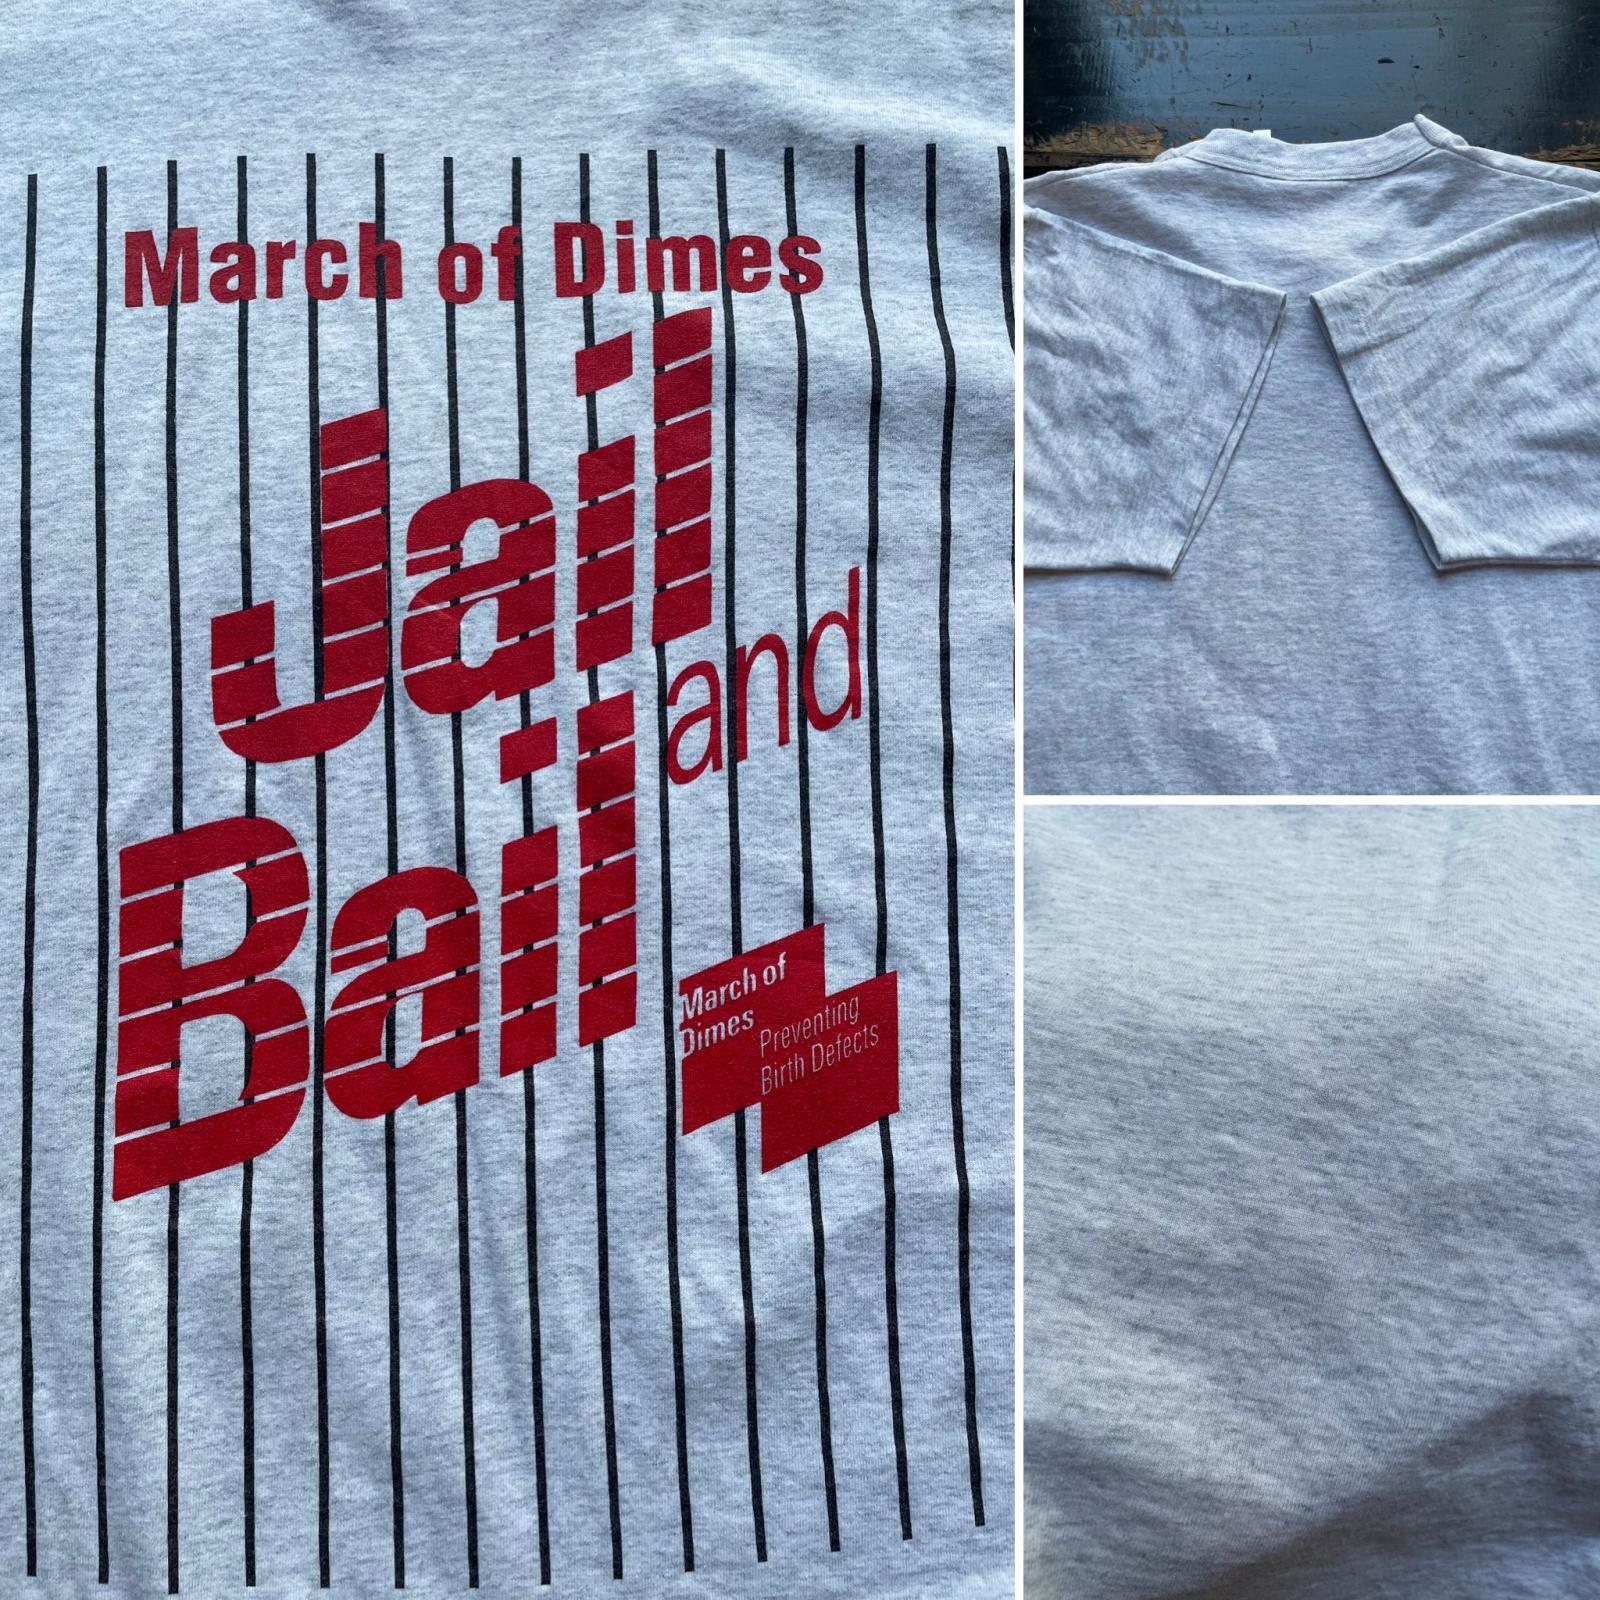 March of Dimes
Jail
and
Bail
March of
Dimes
Preventing
Birth Defects